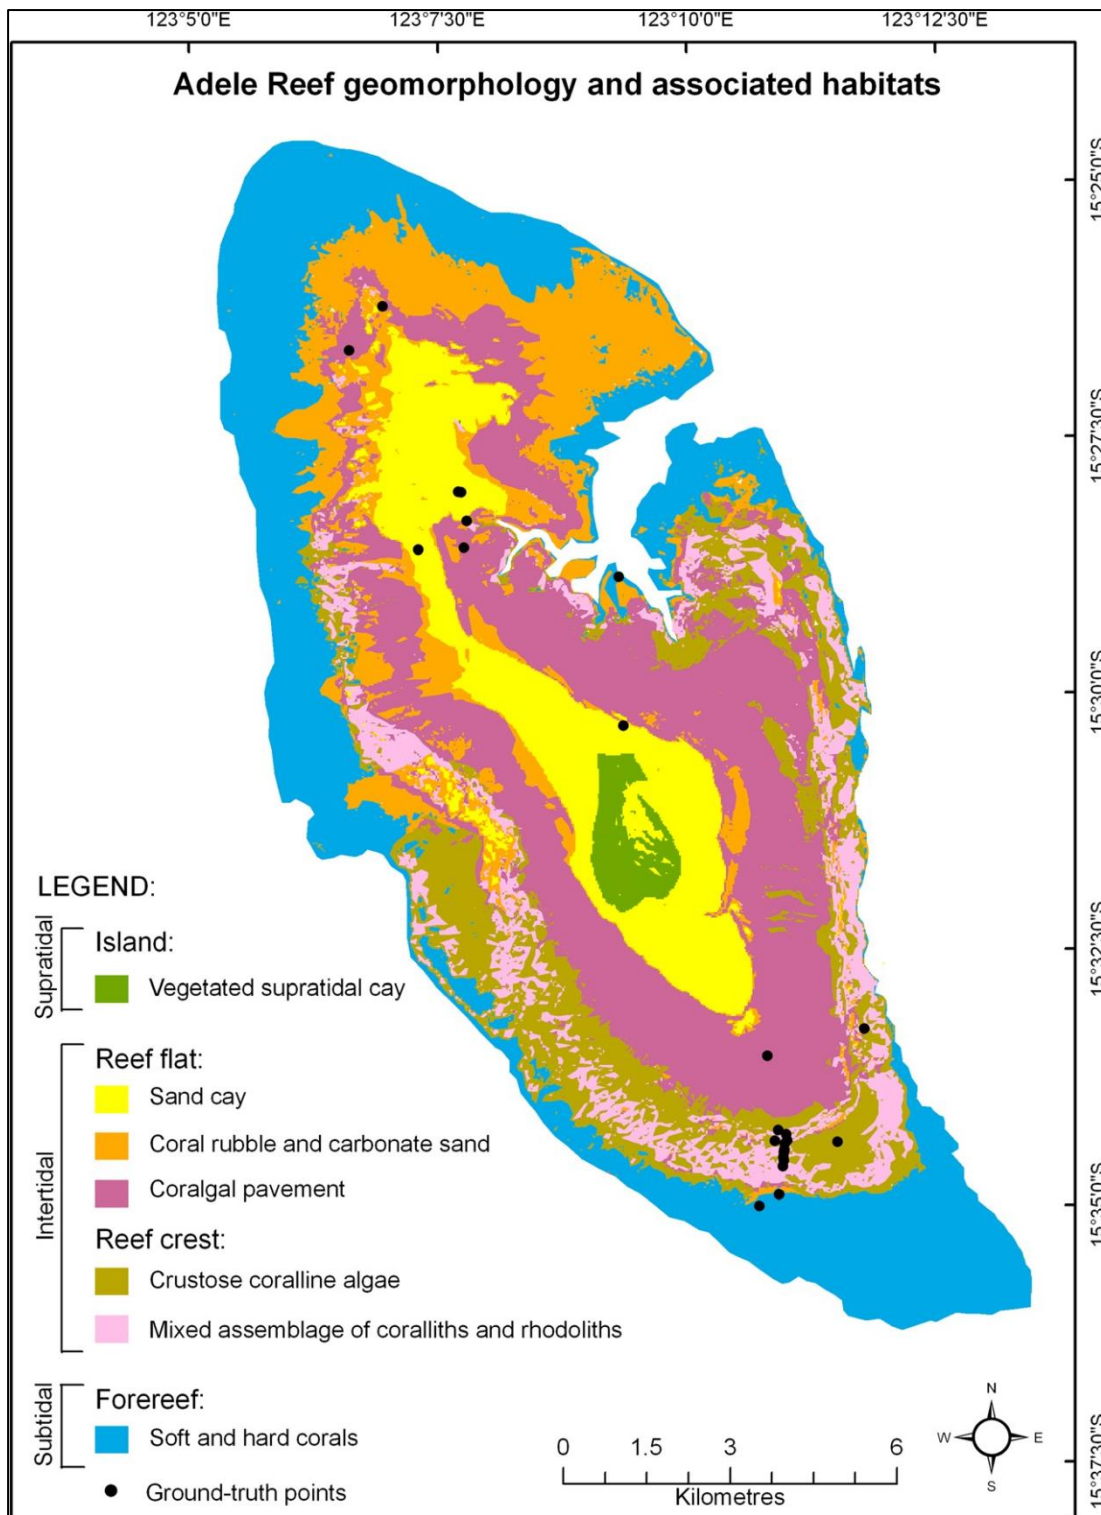 123°5'0"E 123°7'30"E 123°10'0"E 123°12'30"E
Adele Reef geomorphology and associated habitats
15°25'0"S
15°27'30"S
15°30'0"S
15°32'30"S
15°35'0"S
15°37'30"S
LEGEND:
Supratidal
Island:
Vegetated supratidal cay
Intertidal
Reef flat:
Sand cay
Coral rubble and carbonate sand
Coralgal pavement
Reef crest:
Crustose coralline algae
Mixed assemblage of coralliths and rhodoliths
Subtidal
Forereef:
Soft and hard corals
Ground-truth points
0 1.5 3 6
Kilometres
N
W E
S